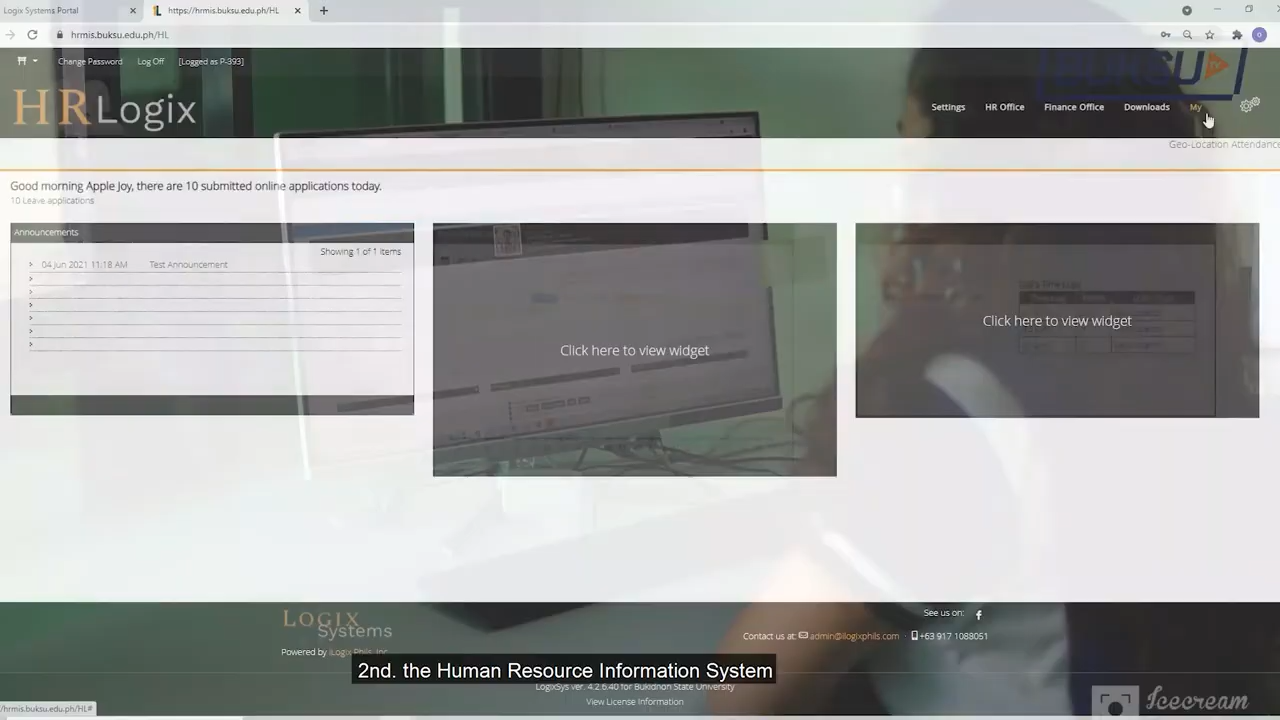 Logix Systems Portal
https://hrmis.buksu.edu.ph/HL
hrmis.buksu.edu.ph/HL
Change Password
Log Off
[Logged as P-393]
BUKSU
HRLogix
Settings
HR Office
Finance Office
Downloads
My
Geo-Location Attendance
Good morning Apple Joy, there are 10 submitted online applications today.
10 Leave applications
Announcements
Showing 1 of 1 items
04 Jun 2021 11:18 AM Test Announcement
Click here to view widget
Click here to view widget
LOGIX
Systems
Powered by iLogix Phils, Inc.
See us on:
Contact us at: admin@ilogixphils.com · +63 917 1088051
2nd. the Human Resource Information System
LogixSys ver. 4.2.6.40 for Bukidnon State University
View License Information
/hrmis.buksu.edu.ph/HL#
Icecream